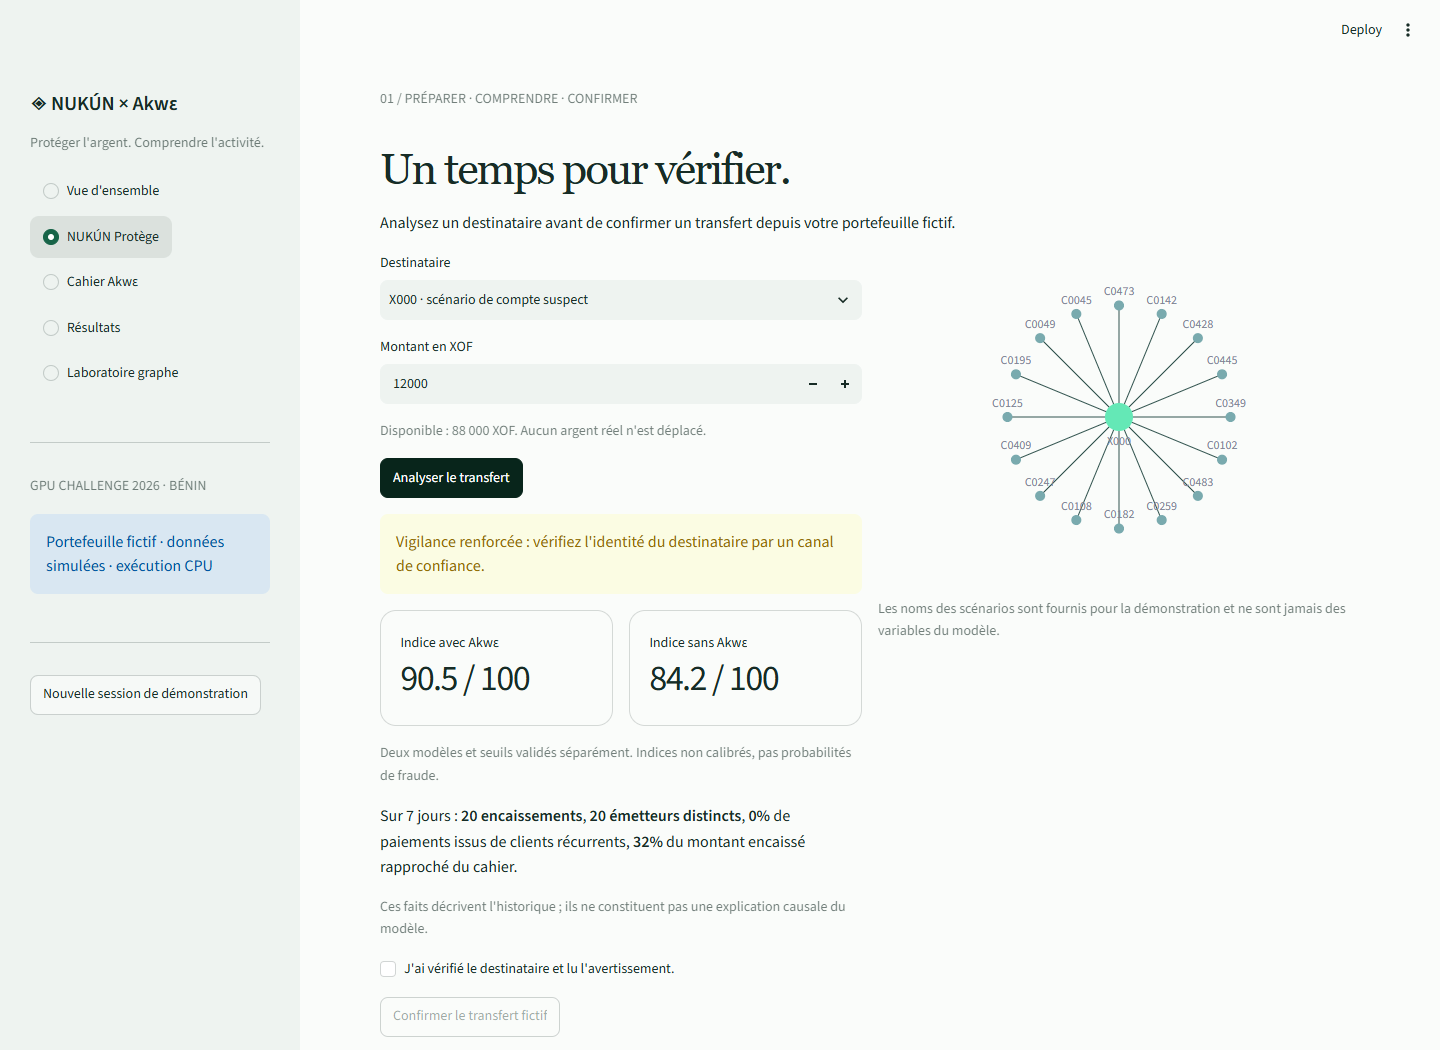 Deploy
NUKÚN × Akwɛ
Protéger l'argent. Comprendre l'activité.
Vue d'ensemble
NUKÚN Protège
Cahier Akwɛ
Résultats
Laboratoire graphe
GPU CHALLENGE 2026 · BÉNIN
Portefeuille fictif · données
simulées · exécution CPU
Nouvelle session de démonstration
01 / PRÉPARER · COMPRENDRE · CONFIRMER
Un temps pour vérifier.
Analysez un destinataire avant de confirmer un transfert depuis votre portefeuille fictif.
Destinataire
X000 · scénario de compte suspect
Montant en XOF
12000
Disponible : 88 000 XOF. Aucun argent réel n'est déplacé.
Analyser le transfert
Vigilance renforcée : vérifiez l'identité du destinataire par un canal
de confiance.
Indice avec Akwɛ
90.5 / 100
Indice sans Akwɛ
84.2 / 100
Deux modèles et seuils validés séparément. Indices non calibrés, pas probabilités
de fraude.
Sur 7 jours : 20 encaissements, 20 émetteurs distincts, 0% de
paiements issus de clients récurrents, 32% du montant encaissé
rapproché du cahier.
Ces faits décrivent l'historique ; ils ne constituent pas une explication causale du
modèle.
J'ai vérifié le destinataire et lu l'avertissement.
Confirmer le transfert fictif
C0473
C0045
C0142
C0049
C0428
C0195
C0445
C0125
C0349
X000
C0409
C0102
C0247
C0483
C0108
C0182
C0259
Les noms des scénarios sont fournis pour la démonstration et ne sont jamais des
variables du modèle.